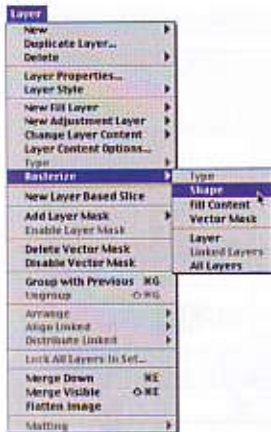 Layer
New
Duplicate Layer...
Delete
Layer Properties...
Layer Style
New Fill Layer
New Adjustment Layer
Change Layer Content
Layer Content Options...
Type
Rasterize
New Layer Based Slice
Add Layer Mask
Enable Layer Mask
Delete Vector Mask
Disable Vector Mask
Group with Previous ⌘G
Ungroup ⇧⌘G
Arrange
Align Linked
Distribute Linked
Lock All Layers In Set...
Merge Down ⌘E
Merge Visible ⇧⌘E
Flatten Image
Matting
Type
Shape
Fill Content
Vector Mask
Layer
Linked Layers
All Layers